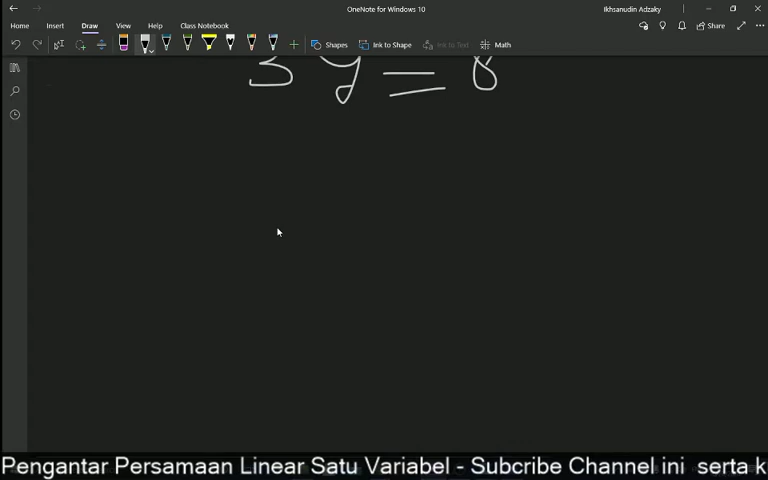 OneNote for Windows 10
Ikhsanudin Adzaky
Home Insert Draw View Help Class Notebook
Share
Shapes Ink to Shape Ink to Text Math
3 y = 8
Pengantar Persamaan Linear Satu Variabel - Subcribe Channel ini serta k